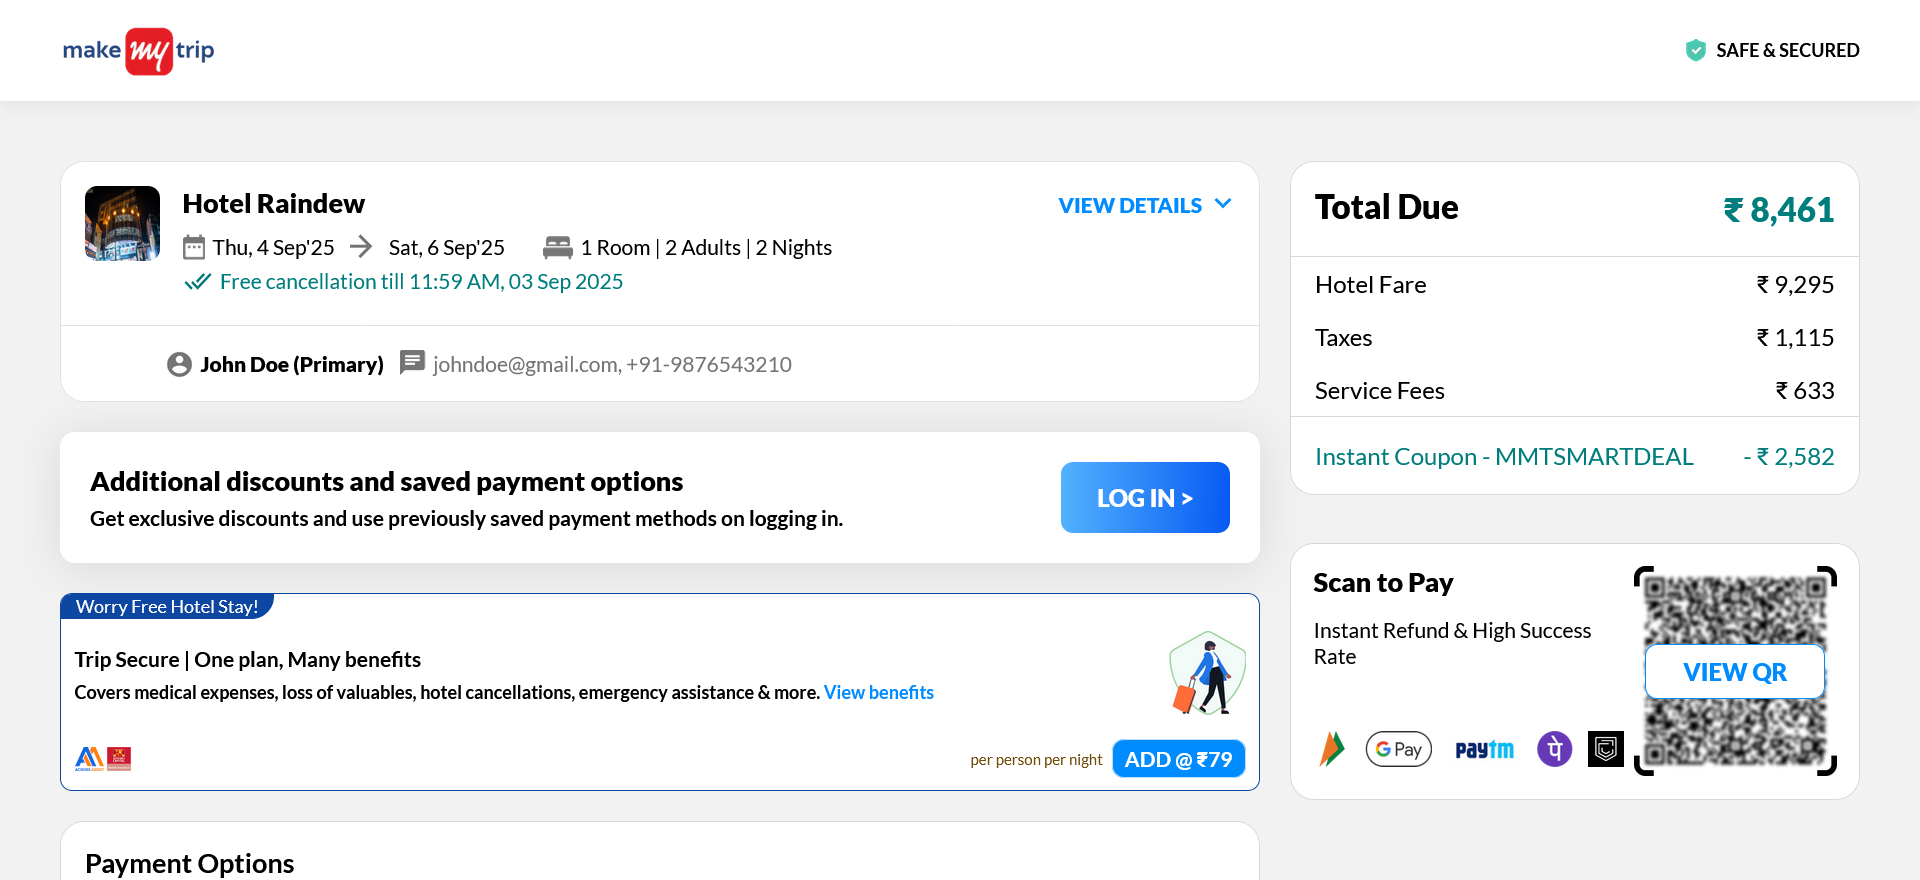 make my trip
SAFE & SECURED
Hotel Raindew
VIEW DETAILS
Thu, 4 Sep'25 Sat, 6 Sep'25 1 Room | 2 Adults | 2 Nights
Free cancellation till 11:59 AM, 03 Sep 2025
John Doe (Primary) johndoe@gmail.com, +91-9876543210
Additional discounts and saved payment options
Get exclusive discounts and use previously saved payment methods on logging in.
LOG IN >
Worry Free Hotel Stay!
Trip Secure | One plan, Many benefits
Covers medical expenses, loss of valuables, hotel cancellations, emergency assistance & more. View benefits
per person per night ADD @ ₹79
Payment Options
Total Due ₹ 8,461
Hotel Fare ₹ 9,295
Taxes ₹ 1,115
Service Fees ₹ 633
Instant Coupon - MMTSMARTDEAL - ₹ 2,582
Scan to Pay
Instant Refund & High Success
Rate
VIEW QR
G Pay paytm पे